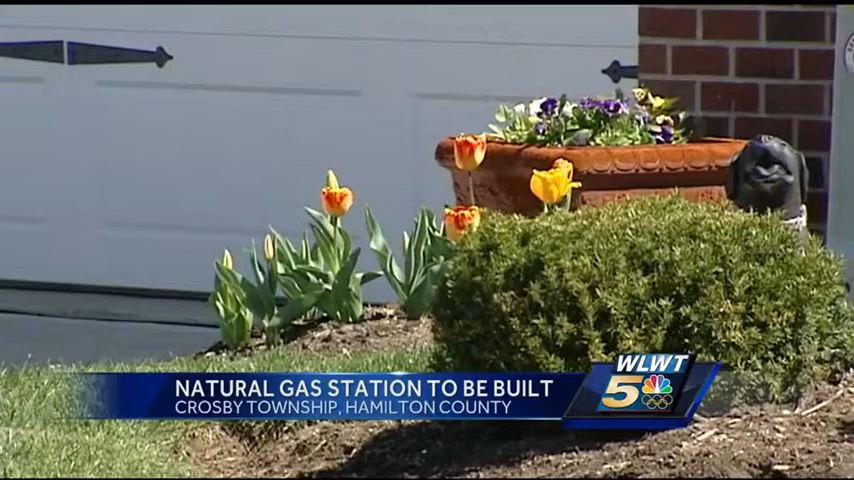 NATURAL GAS STATION TO BE BUILT
CROSBY TOWNSHIP, HAMILTON COUNTY
WLWT
5